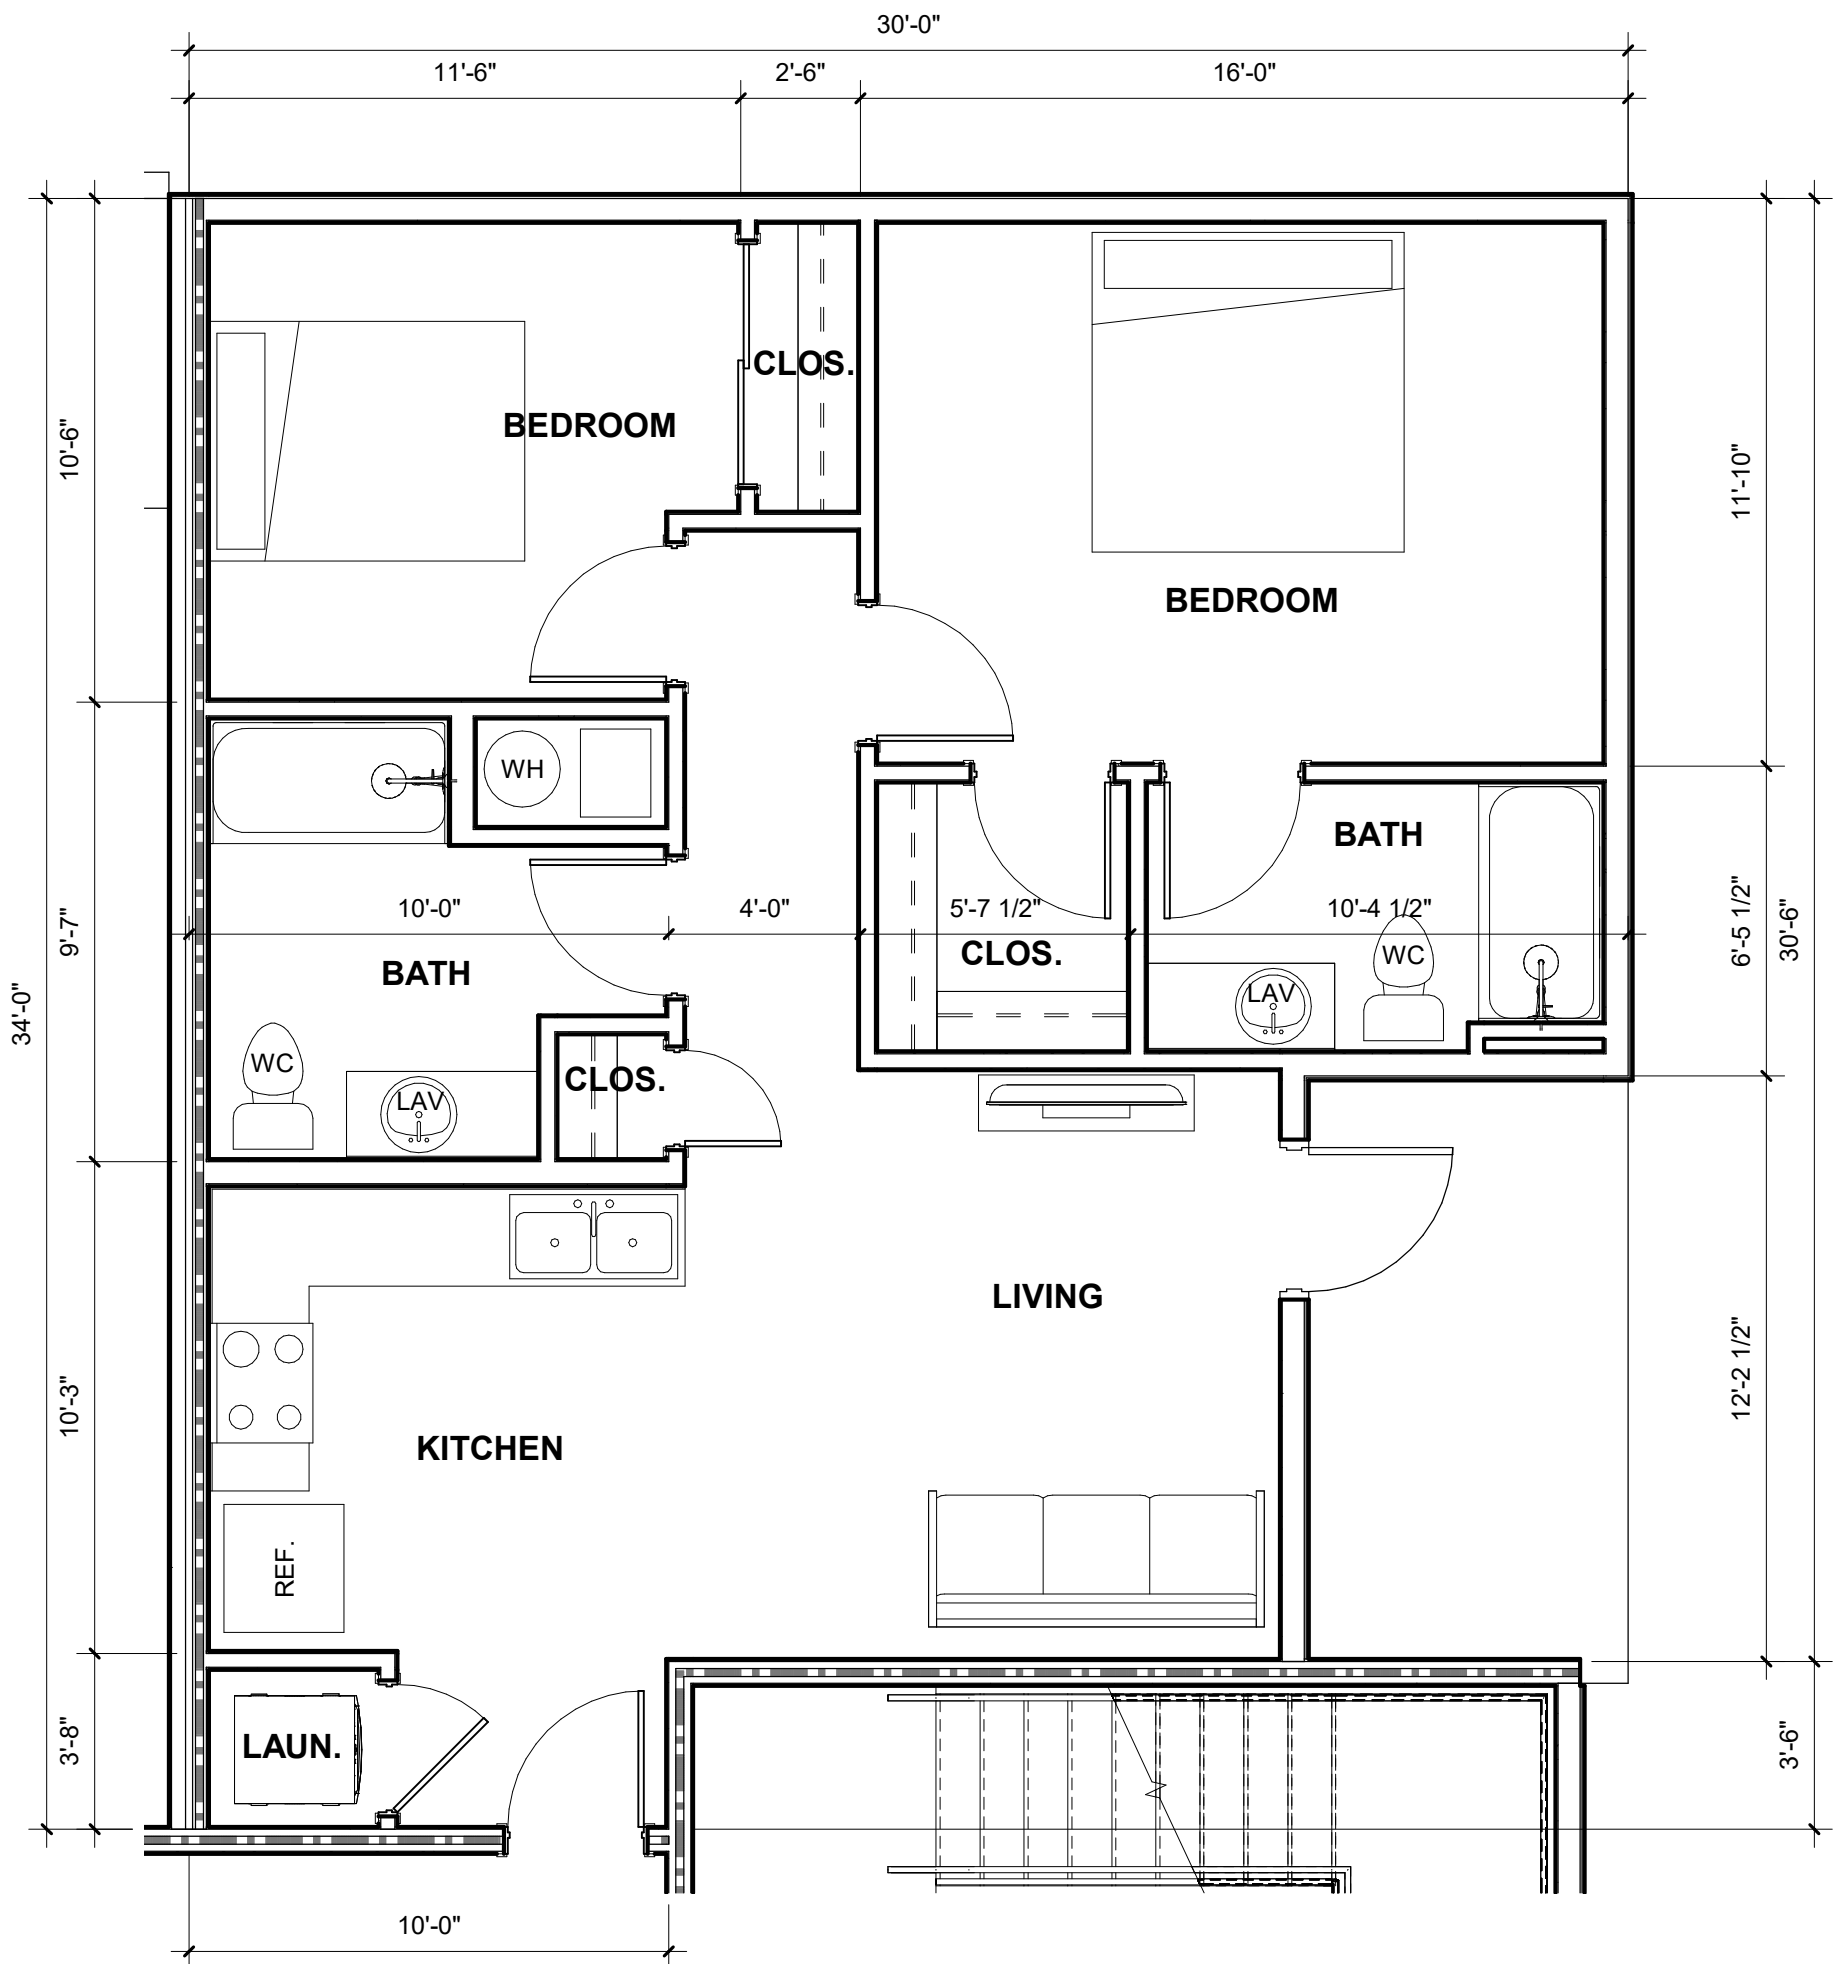 30'-0"
11'-6"
2'-6"
16'-0"
CLOS.
BEDROOM
10'-6"
11'-10"
BEDROOM
WH
BATH
10'-0"
4'-0"
5'-7 1/2"
10'-4 1/2"
9'-7"
6'-5 1/2"
30'-6"
CLOS.
WC
BATH
LAV
34'-0"
WC
CLOS.
LAV
LIVING
12'-2 1/2"
10'-3"
KITCHEN
REF.
LAUN.
3'-8"
3'-6"
10'-0"